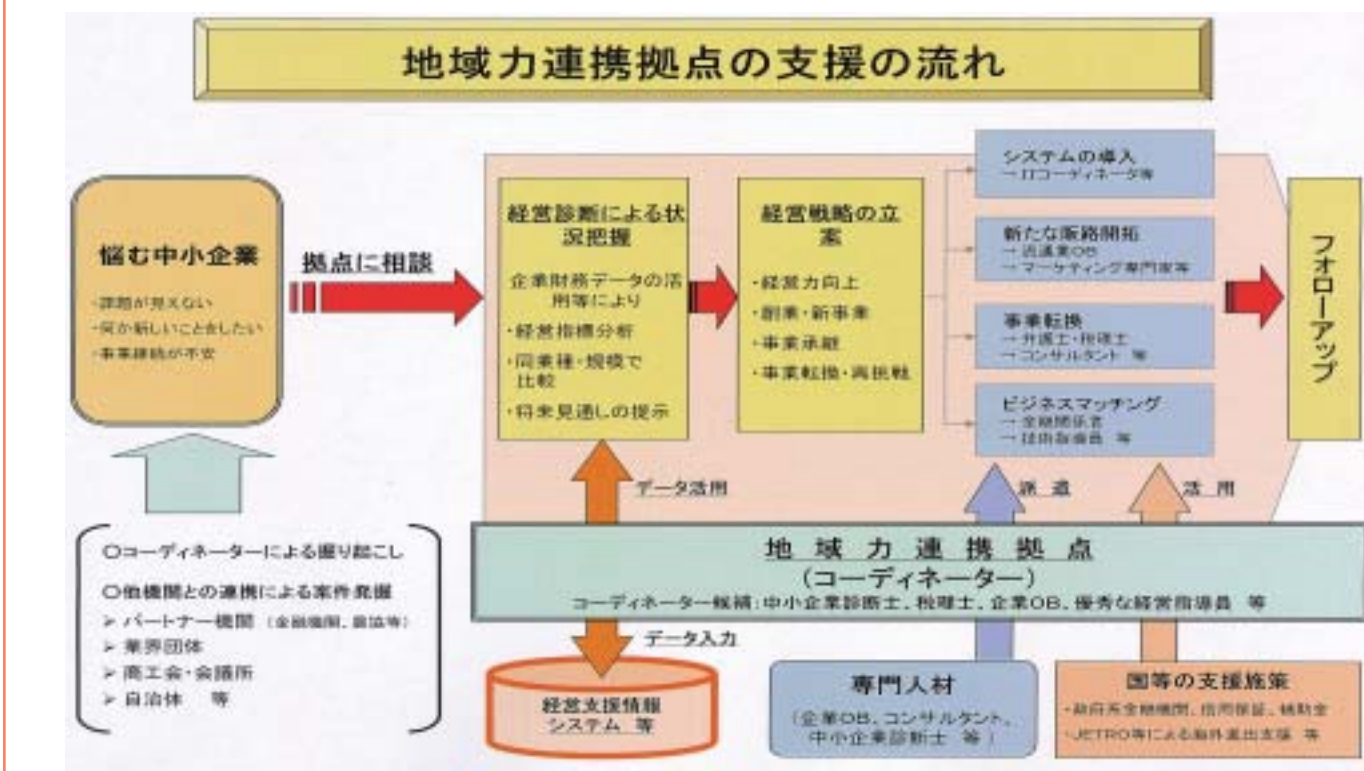 地域力連携拠点の支援の流れ
悩む中小企業
・課題が見えない
・何か新しいことをしたい
・事業継続が不安
拠点に相談
経営診断による状
況把握
企業財務データの活
用等により
・経営指標分析
・同業種・規模で
比較
・将来見通しの提示
経営戦略の立
案
・経営力向上
・創業・新事業
・事業承継
・事業転換・再挑戦
システムの導入
→ ITコーディネータ等
新たな販路開拓
→ 流通業OB
→ マーケティング専門家等
事業転換
→ 弁護士・税理士
→ コンサルタント 等
ビジネスマッチング
→ 金融関係者
→ 技術指導員 等
フォローアップ
データ活用
派遣
活用
〇コーディネーターによる掘り起こし
〇他機関との連携による案件発掘
➢ パートナー機関 (金融機関、農協等)
➢ 業界団体
➢ 商工会・会議所
➢ 自治体 等
地域力連携拠点
(コーディネーター)
コーディネーター候補:中小企業診断士、税理士、企業OB、優秀な経営指導員 等
データ入力
経営支援情報
システム 等
専門人材
(企業OB、コンサルタント、
中小企業診断士 等)
国等の支援施策
・政府系金融機関、信用保証、補助金
・JETRO等による海外進出支援 等